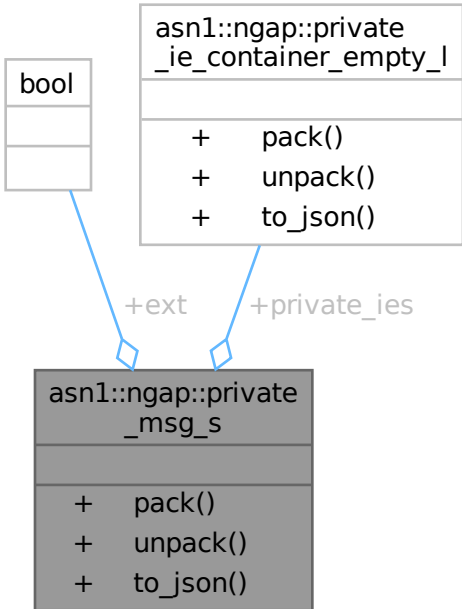 asn1::ngap::private
_ie_container_empty_l
bool
+ pack()
+ unpack()
+ to_json()
+ext
+private_ies
asn1::ngap::private
_msg_s
+ pack()
+ unpack()
+ to_json()